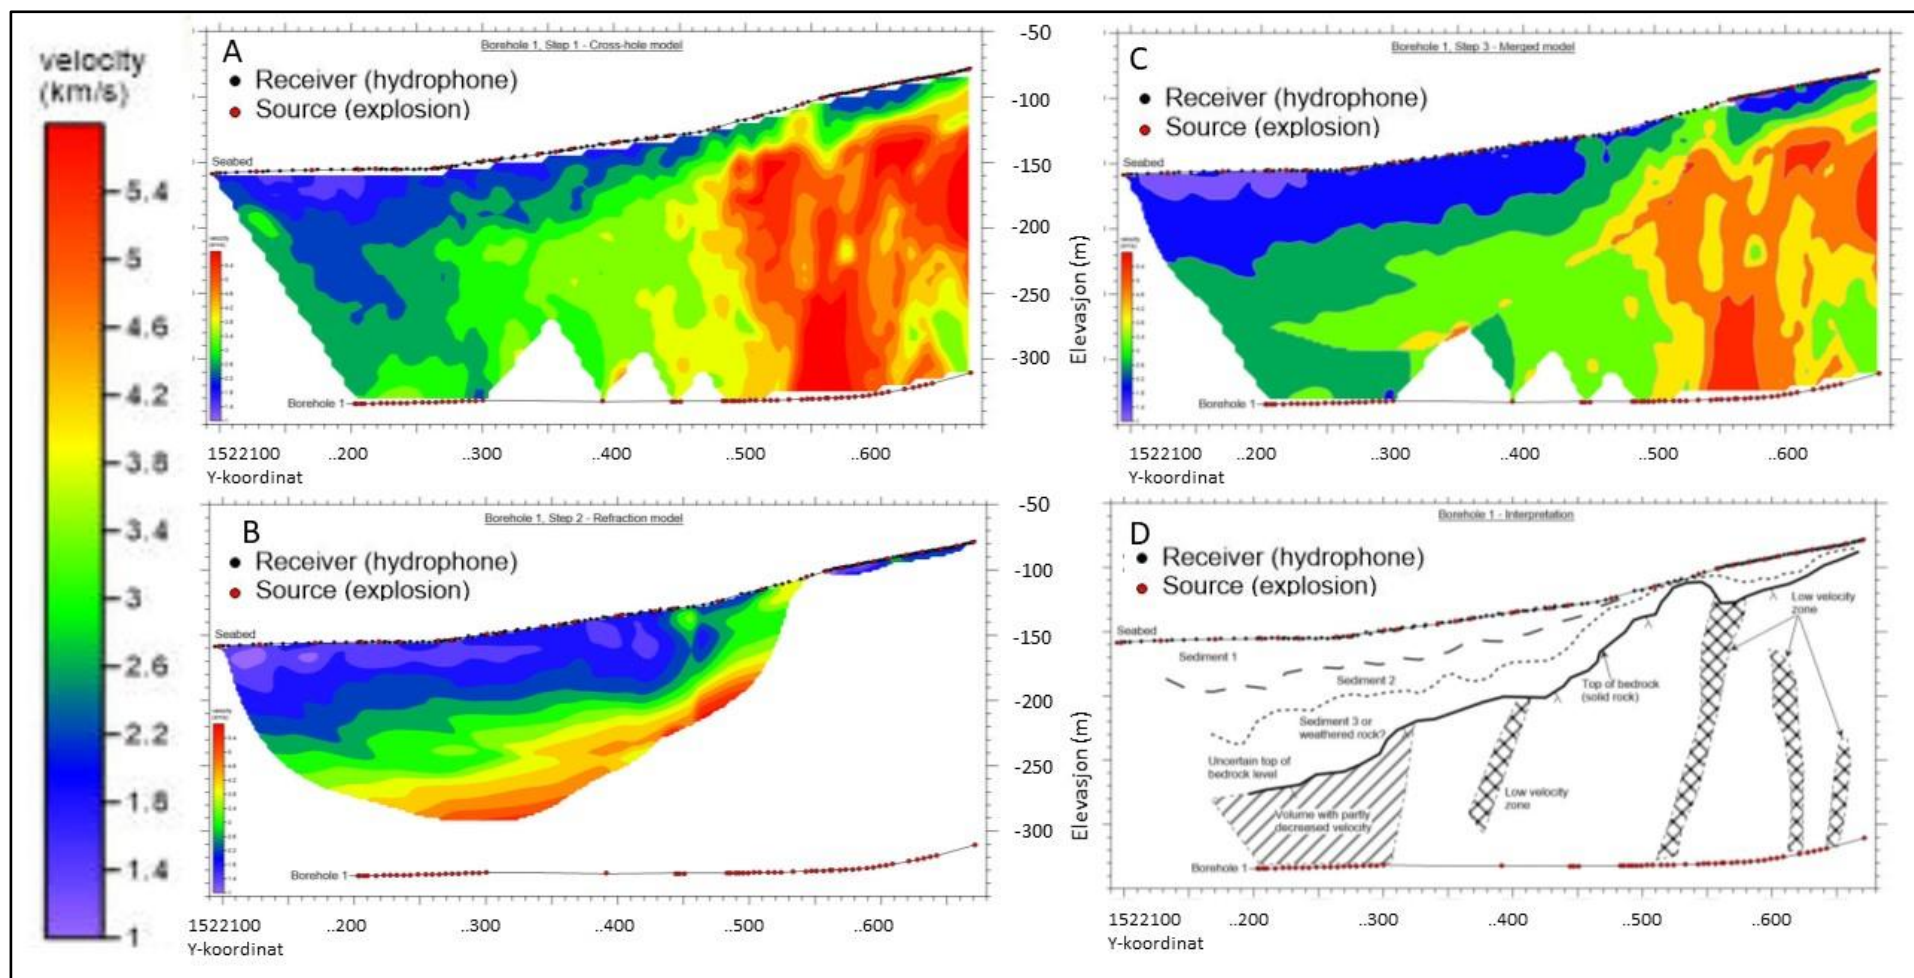 velocity
(km/s)
5.4
5
4.6
4.2
3.8
3.4
3
2.6
2.2
1.8
1.4
1
A
Borehole 1, Step 1 - Cross-hole model
Receiver (hydrophone)
Source (explosion)
Seabed
Borehole 1
1522100
..200
..300
..400
..500
..600
Y-koordinat
-50
-100
-150
-200
-250
-300
Elevasjon (m)
C
Borehole 1, Step 3 - Merged model
Receiver (hydrophone)
Source (explosion)
Seabed
Borehole 1
1522100
..200
..300
..400
..500
..600
Y-koordinat
B
Borehole 1, Step 2 - Refraction model
Receiver (hydrophone)
Source (explosion)
Seabed
Borehole 1
1522100
..200
..300
..400
..500
..600
Y-koordinat
-50
-100
-150
-200
-250
-300
Elevasjon (m)
D
Borehole 1 - Interpretation
Receiver (hydrophone)
Source (explosion)
Seabed
Sediment 1
Sediment 2
Sediment 3 or
weathered rock?
Uncertain top of
bedrock level
Volume with partly
decreased velocity
Top of bedrock
(solid rock)
Low velocity
zone
Low velocity
zone
Borehole 1
1522100
..200
..300
..400
..500
..600
Y-koordinat